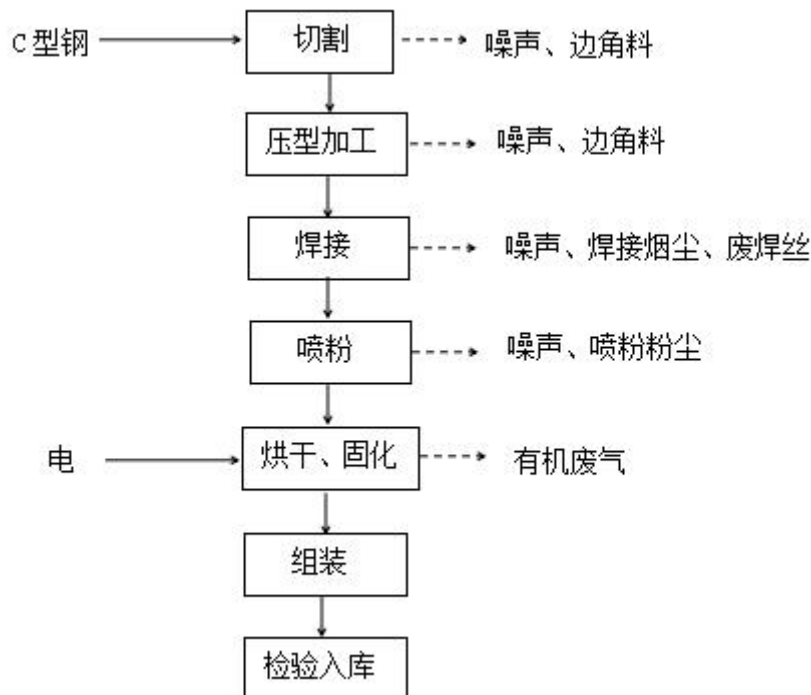 C型钢
切割
噪声、边角料
压型加工
噪声、边角料
焊接
噪声、焊接烟尘、废焊丝
喷粉
噪声、喷粉粉尘
电
烘干、固化
有机废气
组装
检验入库